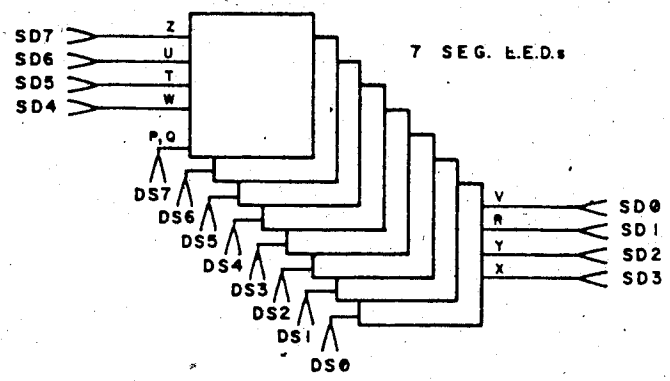 Z
SD7
7 SEG. L.E.D.s
U
SD6
T
SD5
W
SD4
P,Q
DS7
DS6
DS5
DS4
DS3
DS2
DS1
DS0
V
SD0
R
SD1
Y
SD2
X
SD3